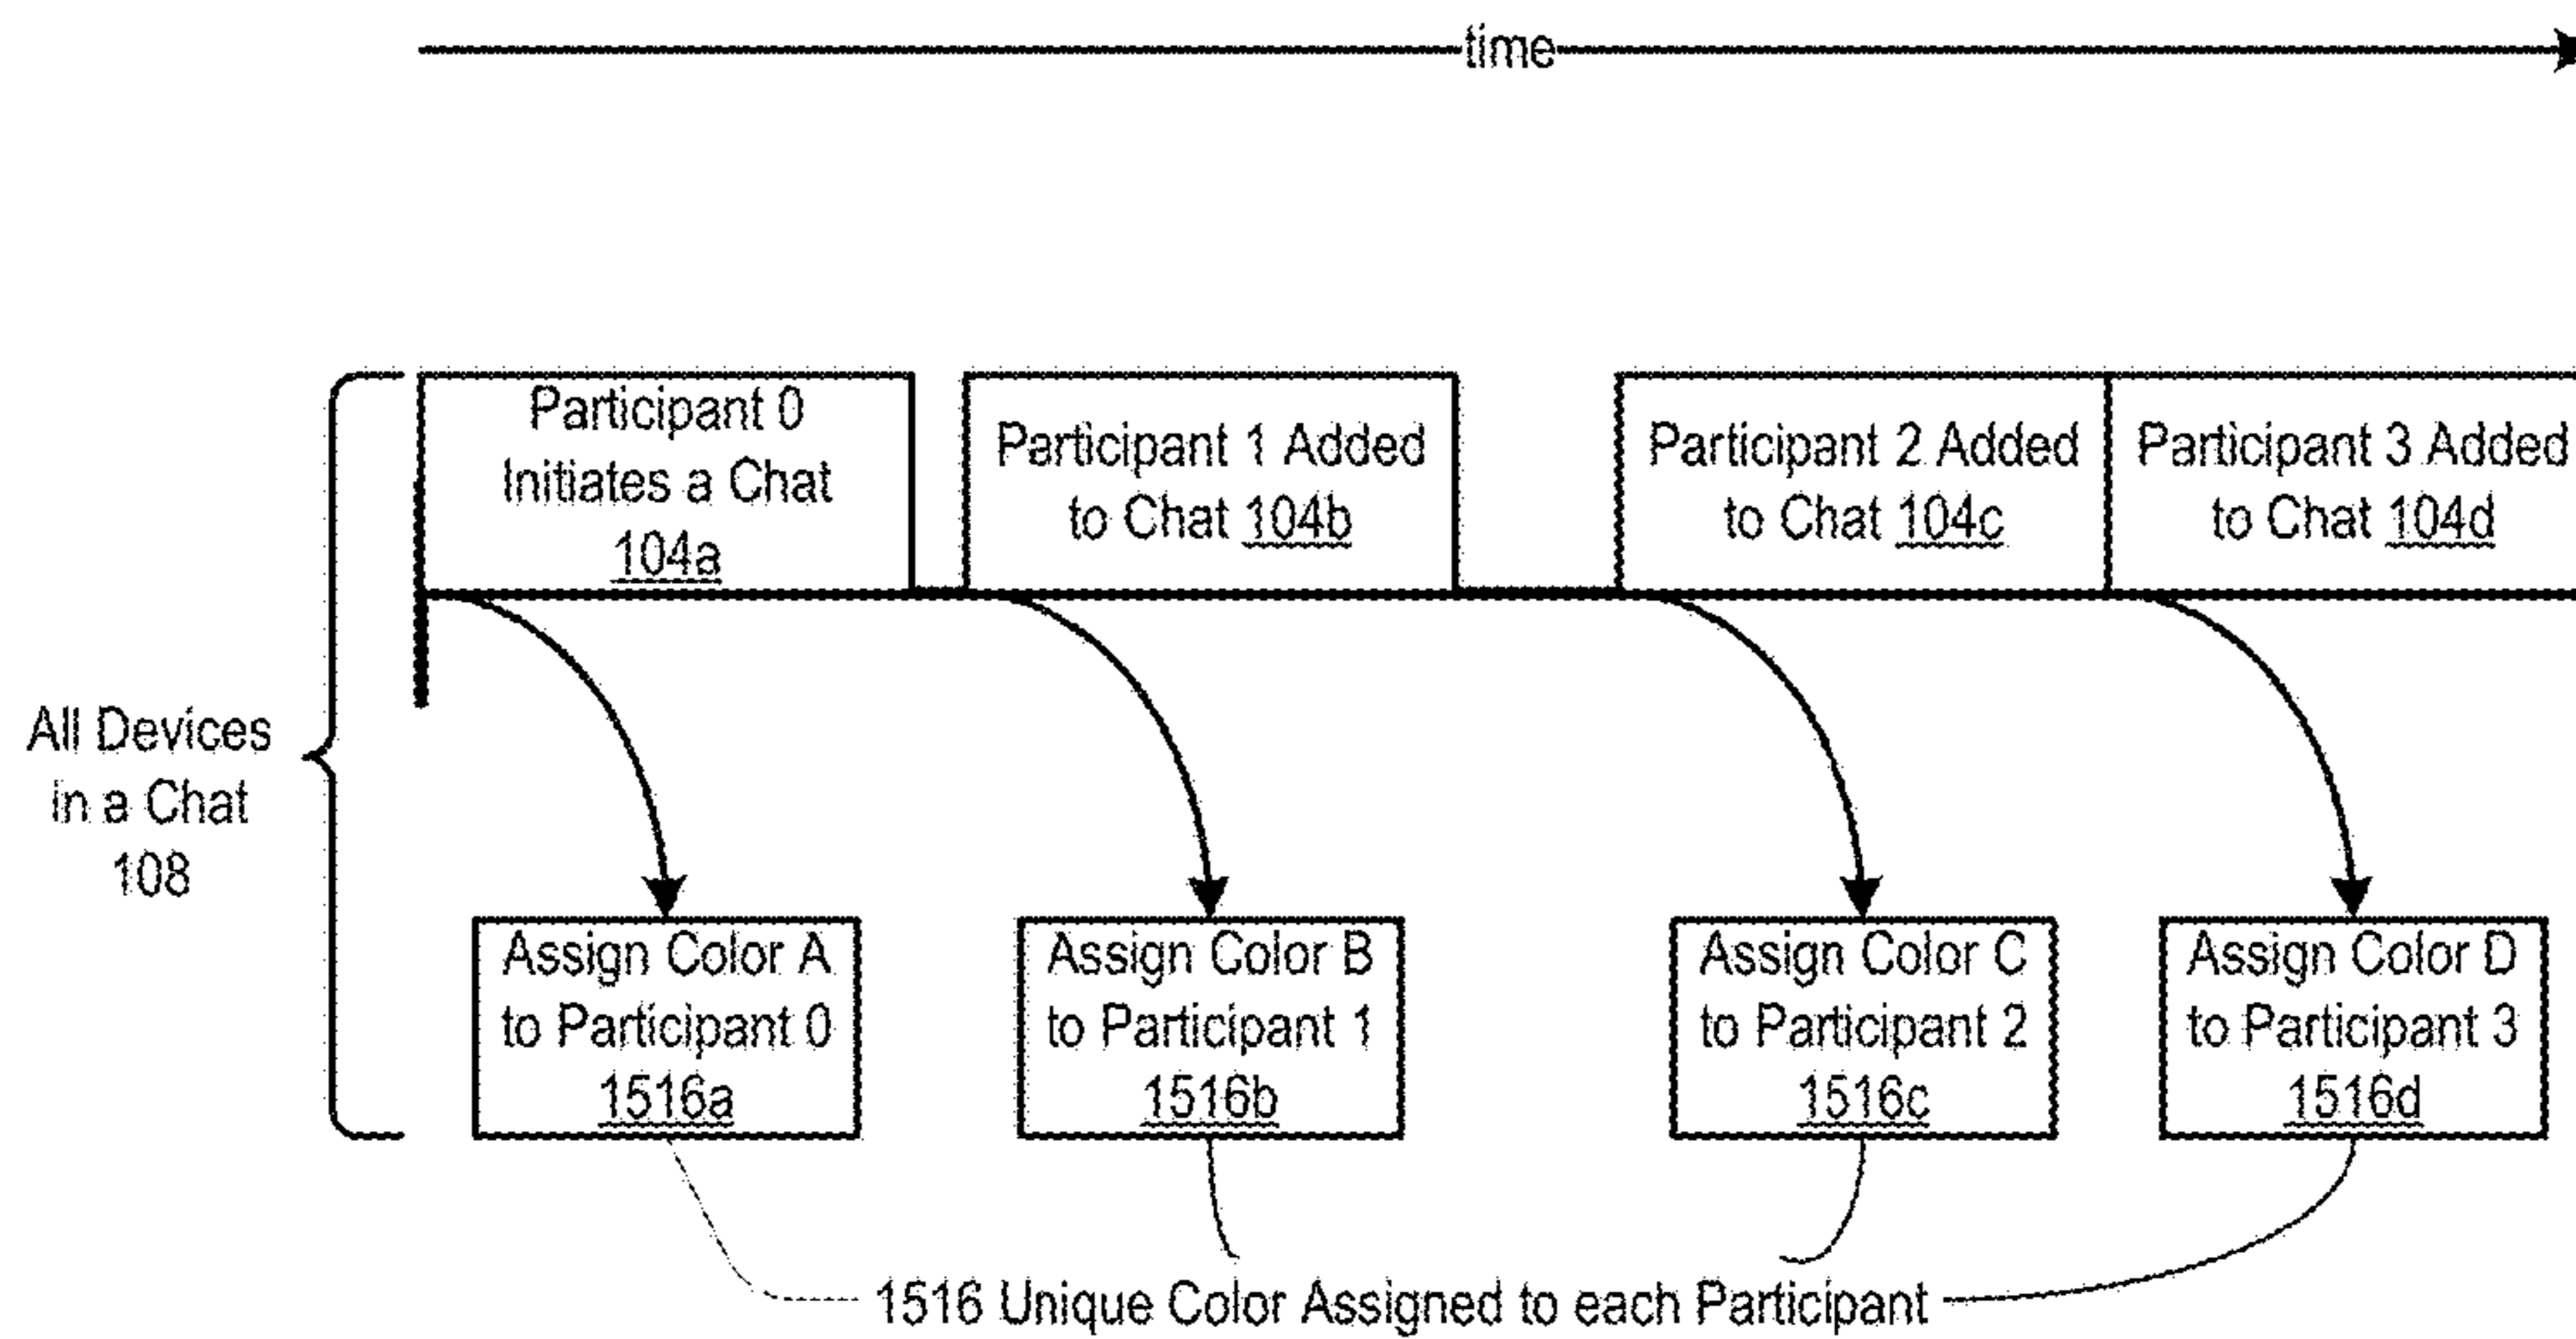 time
Participant 0
Initiates a Chat
104a
Participant 1 Added
to Chat 104b
Participant 2 Added
to Chat 104c
Participant 3 Added
to Chat 104d
All Devices
in a Chat
108
Assign Color A
to Participant 0
1516a
Assign Color B
to Participant 1
1516b
Assign Color C
to Participant 2
1516c
Assign Color D
to Participant 3
1516d
1516 Unique Color Assigned to each Participant